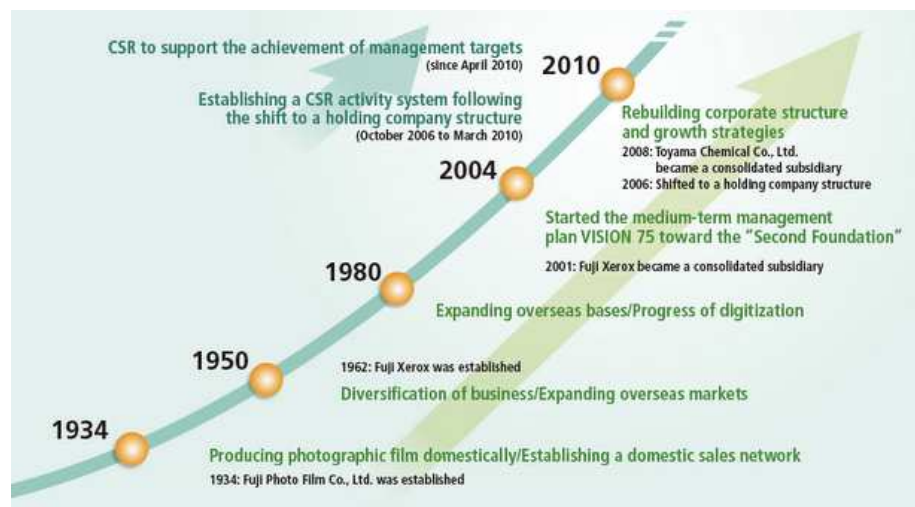 CSR to support the achievement of management targets
(since April 2010)
2010
Establishing a CSR activity system following
the shift to a holding company structure
(October 2006 to March 2010)
Rebuilding corporate structure
and growth strategies
2008: Toyama Chemical Co., Ltd.
became a consolidated subsidiary
2006: Shifted to a holding company structure
2004
Started the medium-term management
plan VISION 75 toward the “Second Foundation”
2001: Fuji Xerox became a consolidated subsidiary
1980
Expanding overseas bases/Progress of digitization
1950
1962: Fuji Xerox was established
Diversification of business/Expanding overseas markets
1934
Producing photographic film domestically/Establishing a domestic sales network
1934: Fuji Photo Film Co., Ltd. was established